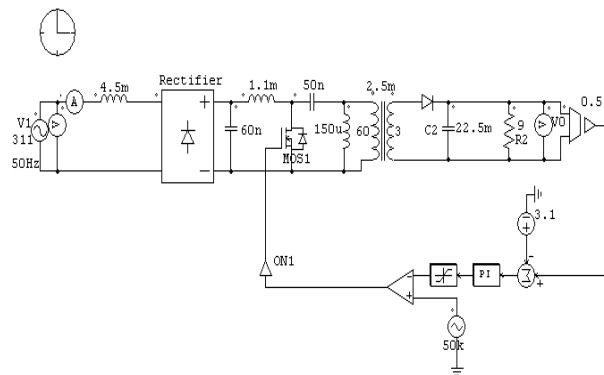 Rectifier
4.5m
1.1m
50n
2.5m
0.5
A
V1
311
V
50Hz
+
-
60n
150u
MOS1
60
3
C2
22.5m
9
R2
V
VO
3.1
ON1
PI
Σ
-
+
-
+
50k